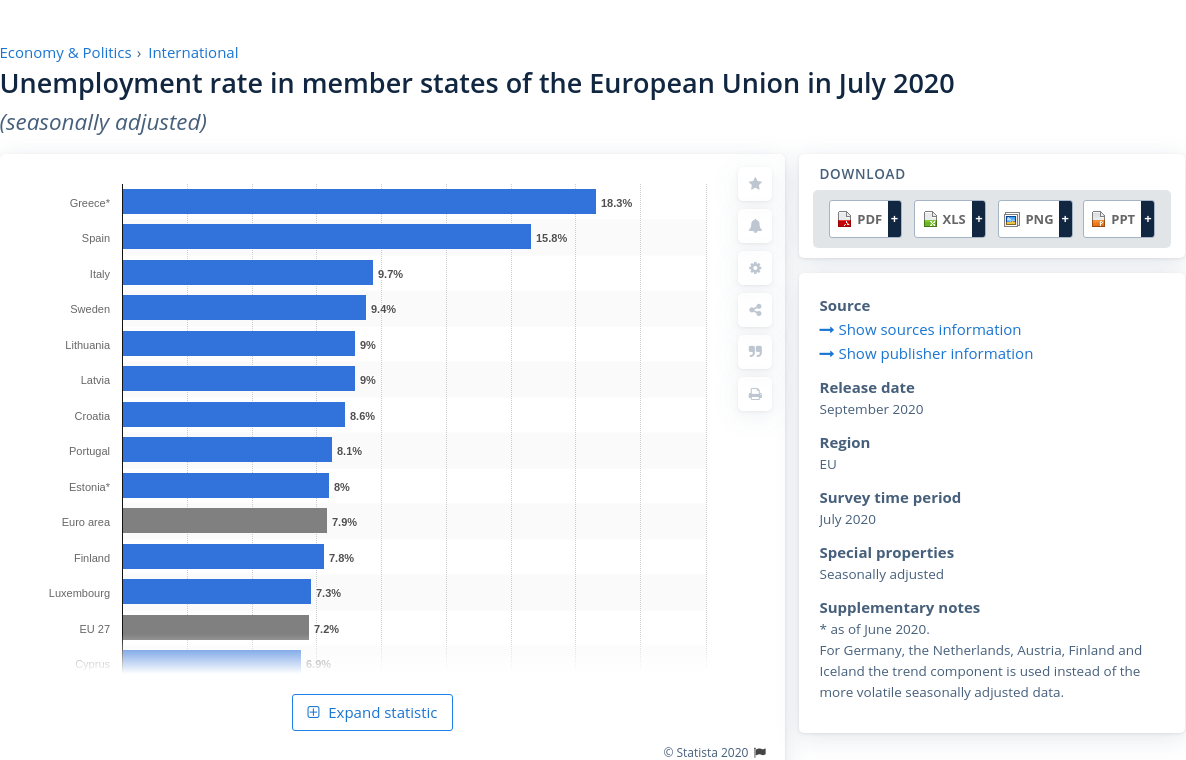 Economy & Politics › International
Unemployment rate in member states of the European Union in July 2020
(seasonally adjusted)
Greece* 18.3%
Spain 15.8%
Italy 9.7%
Sweden 9.4%
Lithuania 9%
Latvia 9%
Croatia 8.6%
Portugal 8.1%
Estonia* 8%
Euro area 7.9%
Finland 7.8%
Luxembourg 7.3%
EU 27 7.2%
Cyprus 6.9%
Expand statistic
© Statista 2020
DOWNLOAD
PDF + XLS + PNG + PPT +
Source
Show sources information
Show publisher information
Release date
September 2020
Region
EU
Survey time period
July 2020
Special properties
Seasonally adjusted
Supplementary notes
* as of June 2020.
For Germany, the Netherlands, Austria, Finland and
Iceland the trend component is used instead of the
more volatile seasonally adjusted data.